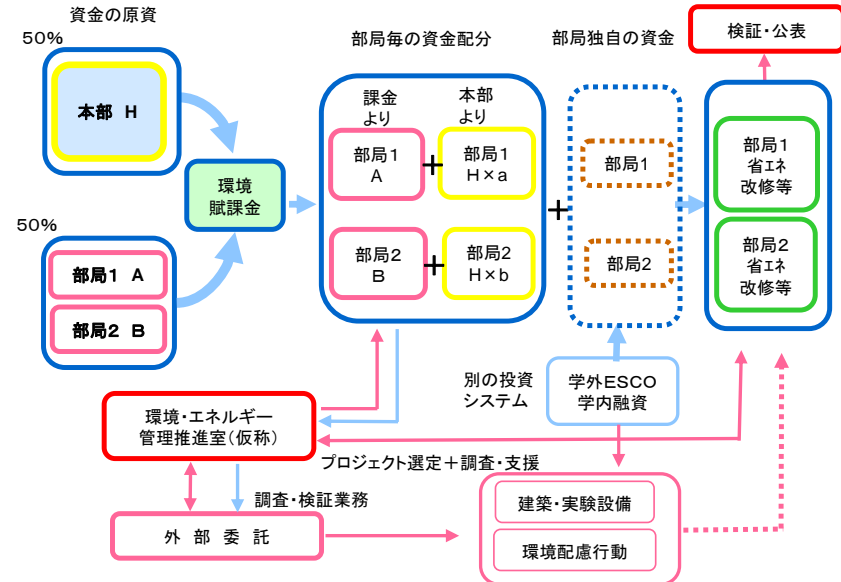 資金の原資
50%
本部 H
50%
部局1 A
部局2 B
環境
賦課金
部局毎の資金配分
課金
より
本部
より
部局1
A
+
部局1
H×a
部局2
B
+
部局2
H×b
+
部局独自の資金
部局1
部局2
検証・公表
部局1
省エネ
改修等
部局2
省エネ
改修等
別の投資
システム
学外ESCO
学内融資
環境・エネルギー
管理推進室(仮称)
プロジェクト選定+調査・支援
調査・検証業務
外 部 委 託
建築・実験設備
環境配慮行動